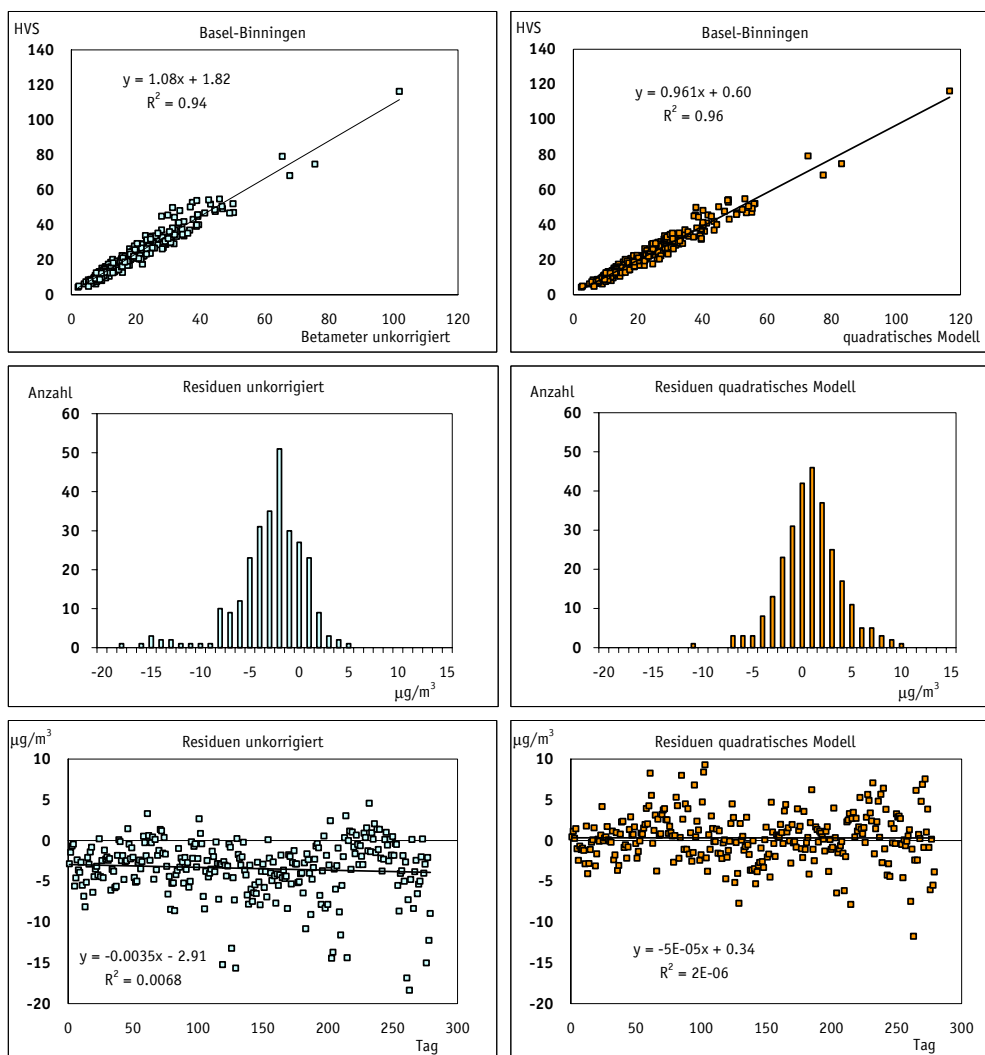 HVS
Basel-Binningen
140
120
100
80
60
40
20
0
y = 1.08x + 1.82
R² = 0.94
0 20 40 60 80 100 120
Betameter unkorrigiert
HVS
Basel-Binningen
140
120
100
80
60
40
20
0
y = 0.961x + 0.60
R² = 0.96
0 20 40 60 80 100 120
quadratisches Modell
Residuen unkorrigiert
Anzahl
60
50
40
30
20
10
0
-20 -15 -10 -5 0 5 10 15
µg/m³
Residuen quadratisches Modell
Anzahl
60
50
40
30
20
10
0
-20 -15 -10 -5 0 5 10 15
µg/m³
µg/m³
Residuen unkorrigiert
10
5
0
-5
-10
-15
-20
y = -0.0035x - 2.91
R² = 0.0068
0 50 100 150 200 250 300
Tag
µg/m³
Residuen quadratisches Modell
10
5
0
-5
-10
-15
-20
y = -5E-05x + 0.34
R² = 2E-06
0 50 100 150 200 250 300
Tag